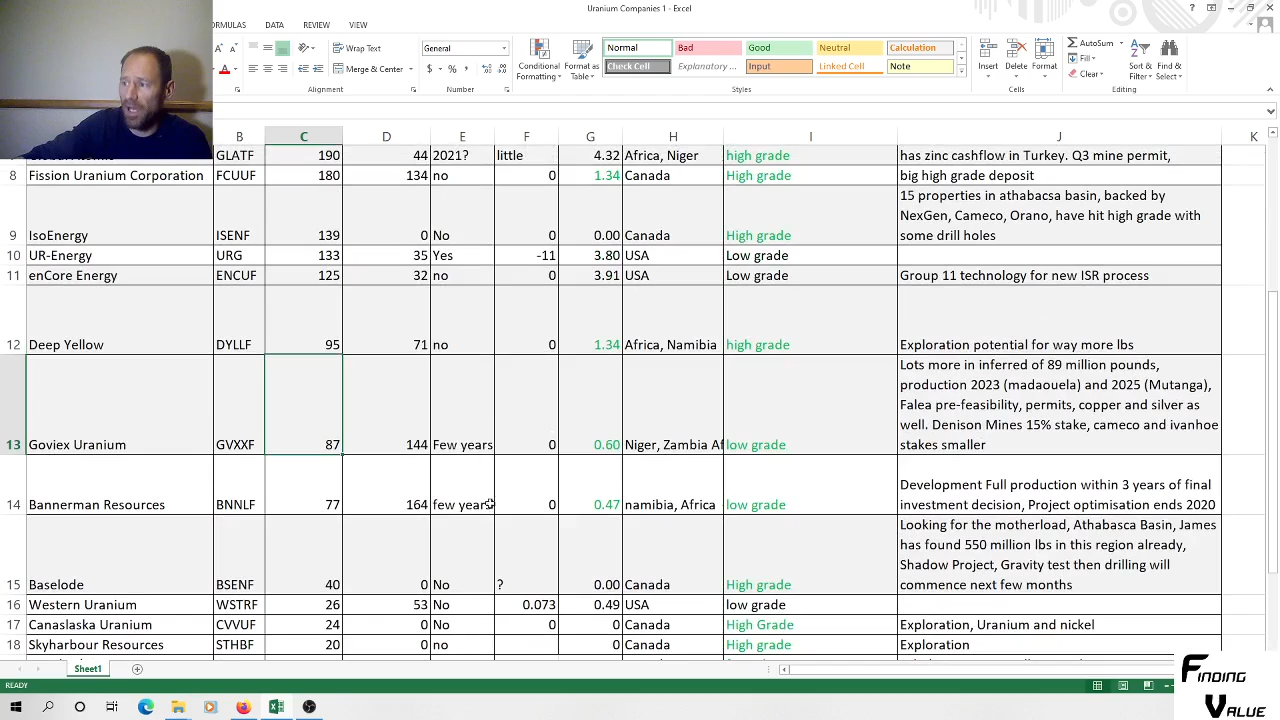 Uranium Companies 1 - Excel
FORMULAS DATA REVIEW VIEW
Wrap Text General Normal Bad Good Neutral Calculation AutoSum
Merge & Center $ % Conditional Formatting Format as Table Check Cell Explanatory ... Input Linked Cell Note Insert Delete Format Fill Clear Sort & Filter Find & Select
Alignment Number Styles Cells Editing
B C D E F G H I J K
GLATF 190 44 2021? little 4.32 Africa, Niger high grade has zinc cashflow in Turkey. Q3 mine permit,
8 Fission Uranium Corporation FCUUF 180 134 no 0 1.34 Canada High grade big high grade deposit
15 properties in athabacsa basin, backed by
NexGen, Cameco, Orano, have hit high grade with
9 IsoEnergy ISENF 139 0 No 0 0.00 Canada High grade some drill holes
10 UR-Energy URG 133 35 Yes -11 3.80 USA Low grade
11 enCore Energy ENCUF 125 32 no 0 3.91 USA Low grade Group 11 technology for new ISR process
12 Deep Yellow DYLLF 95 71 no 0 1.34 Africa, Namibia high grade Exploration potential for way more lbs
Lots more in inferred of 89 million pounds,
production 2023 (madaouela) and 2025 (Mutanga),
Falea pre-feasibility, permits, copper and silver as
well. Denison Mines 15% stake, cameco and ivanhoe
13 Goviex Uranium GVXXF 87 144 Few years 0 0.60 Niger, Zambia Af low grade stakes smaller
Development Full production within 3 years of final
14 Bannerman Resources BNNLF 77 164 few years 0 0.47 namibia, Africa low grade investment decision, Project optimisation ends 2020
Looking for the motherload, Athabasca Basin, James
has found 550 million lbs in this region already,
Shadow Project, Gravity test then drilling will
15 Baselode BSENF 40 0 No ? 0.00 Canada High grade commence next few months
16 Western Uranium WSTRF 26 53 No 0.073 0.49 USA low grade
17 Canaslaska Uranium CVVUF 24 0 No 0 0 Canada High Grade Exploration, Uranium and nickel
18 Skyharbour Resources STHBF 20 0 no 0 0 Canada High grade Exploration
Sheet1
READY
Finding
Value